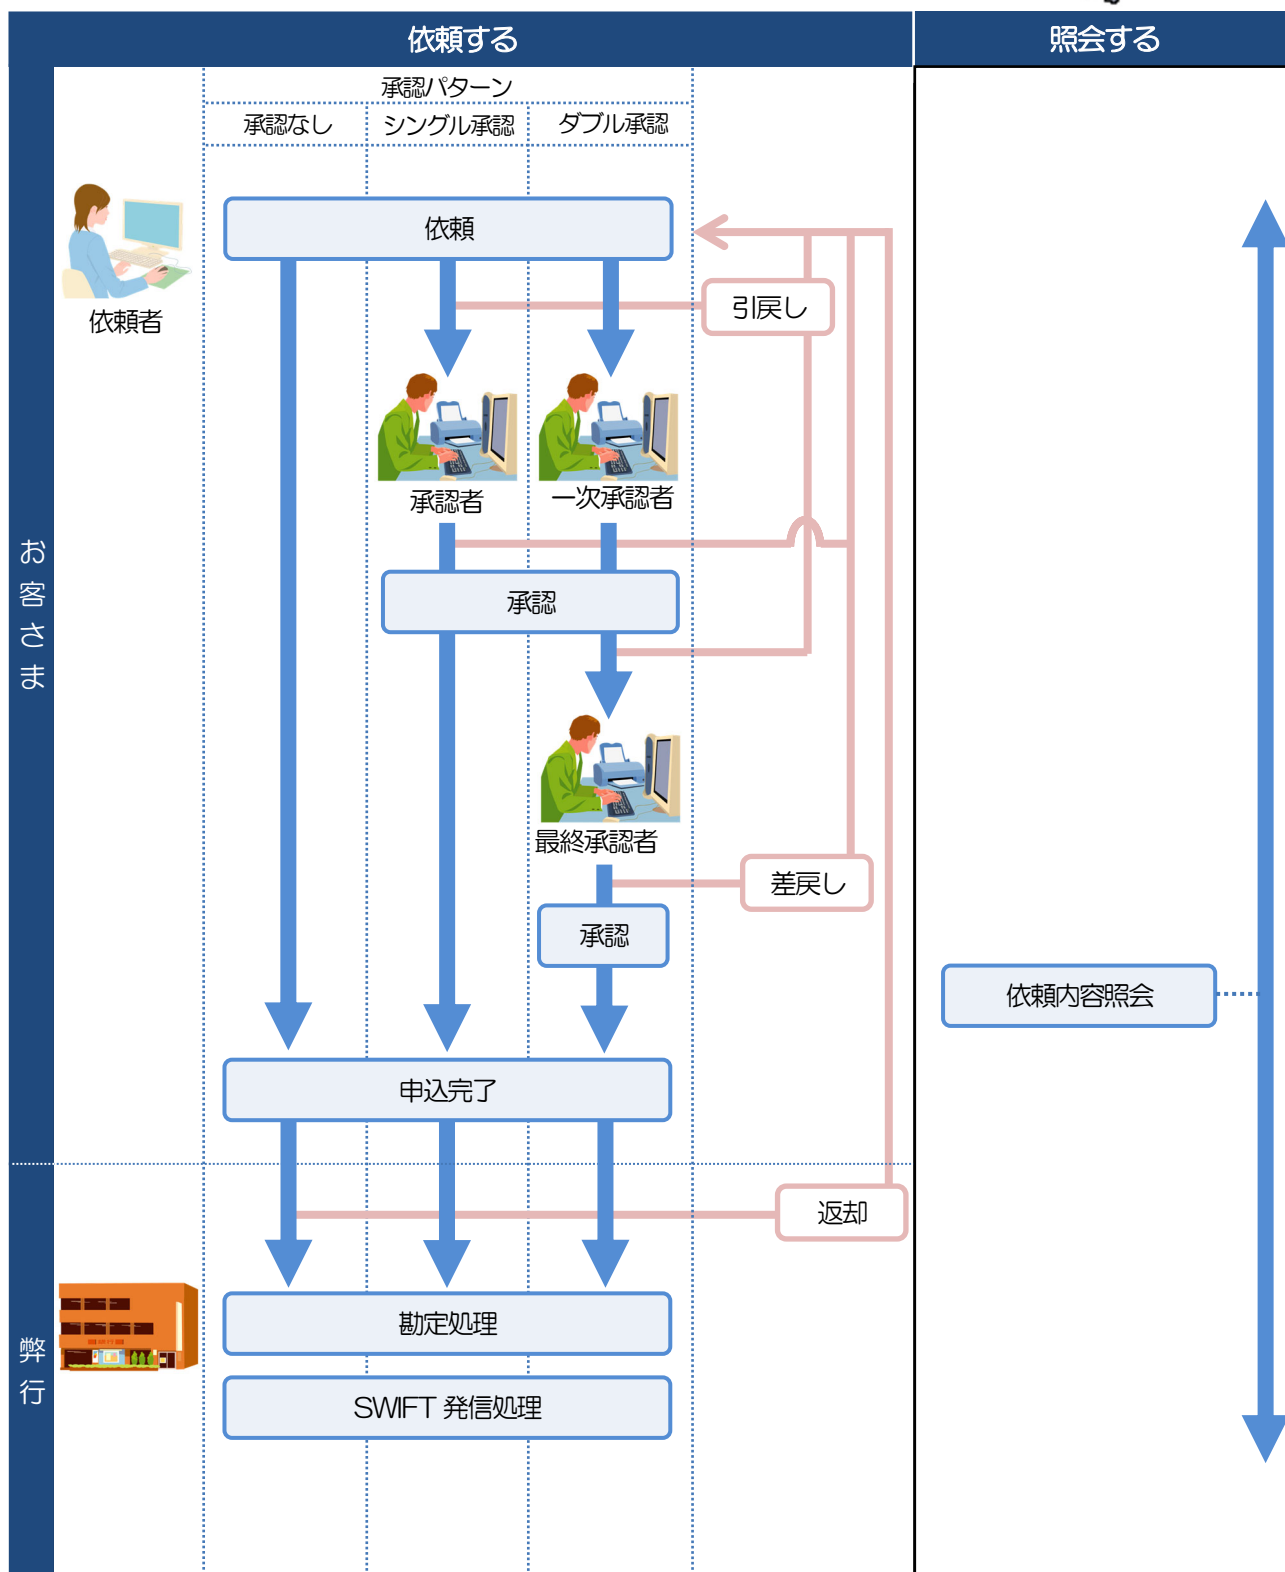 依頼する
照会する
承認パターン
承認なし
シングル承認
ダブル承認
依頼
引戻し
依頼者
承認者
一次承認者
お客さま
承認
最終承認者
差戻し
承認
依頼内容照会
申込完了
返却
勘定処理
弊行
SWIFT 発信処理